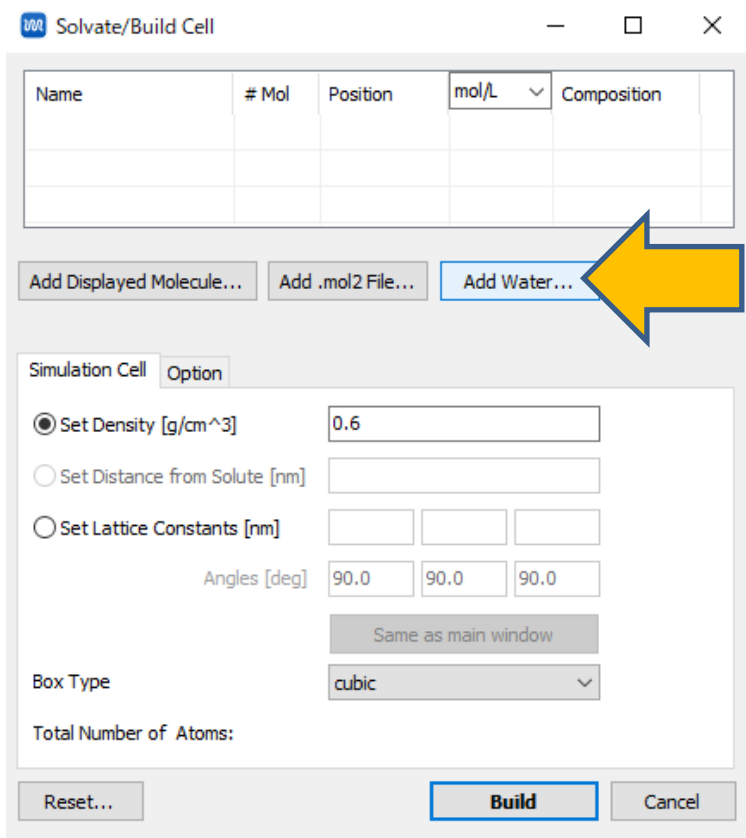 Solvate/Build Cell
Name # Mol Position mol/L Composition
Add Displayed Molecule... Add .mol2 File... Add Water...
Simulation Cell Option
Set Density [g/cm^3] 0.6
Set Distance from Solute [nm]
Set Lattice Constants [nm]
Angles [deg] 90.0 90.0 90.0
Same as main window
Box Type cubic
Total Number of Atoms:
Reset... Build Cancel